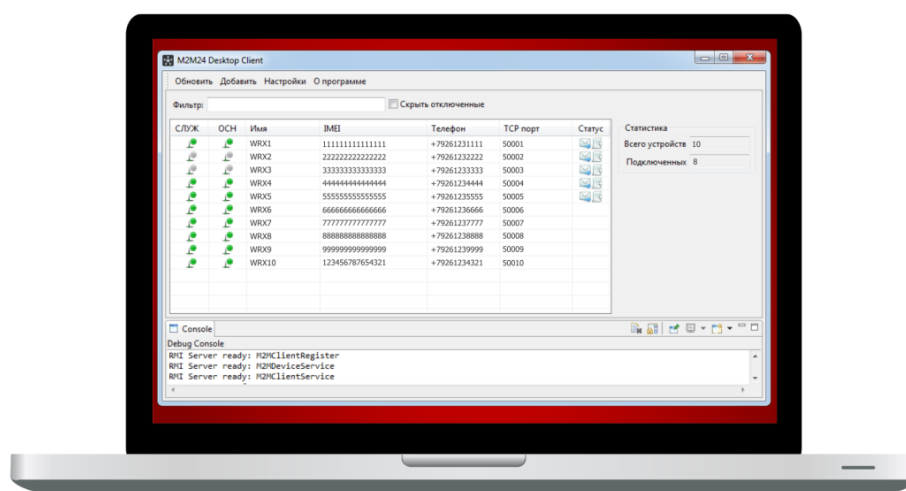 M2M24 Desktop Client
Обновить Добавить Настройки О программе
Фильтр: Скрыть отключенные
СЛУЖ ОСН Имя IMEI Телефон TCP порт Статус
WRX1 111111111111111 +79261231111 50001
WRX2 222222222222222 +79261232222 50002
WRX3 333333333333333 +79261233333 50003
WRX4 444444444444444 +79261234444 50004
WRX5 555555555555555 +79261235555 50005
WRX6 666666666666666 +79261236666 50006
WRX7 777777777777777 +79261237777 50007
WRX8 888888888888888 +79261238888 50008
WRX9 999999999999999 +79261239999 50009
WRX10 123456787654321 +79261234321 50010
Статистика
Всего устройств 10
Подключенных 8
Console
Debug Console
RMI Server ready: M2MClientRegister
RMI Server ready: M2MDeviceService
RMI Server ready: M2MClientService